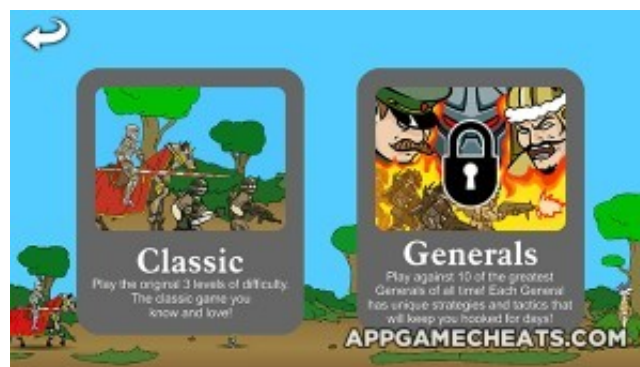 Classic
Play the original 3 levels of difficulty.
The classic game you
know and love!
Generals
Play against 10 of the greatest
Generals of all time! Each General
has unique strategies and tactics that
will keep you hooked for days!
APPGAMECHEATS.COM